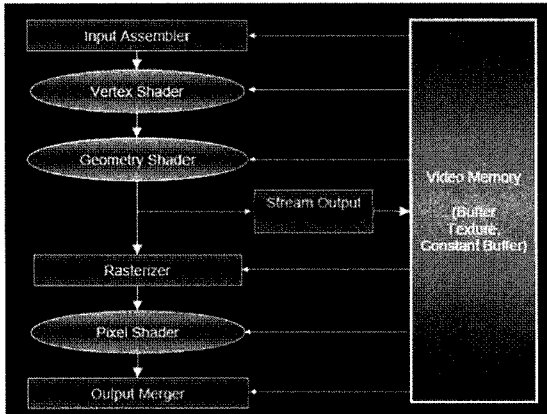 Input Assembler
Vertex Shader
Geometry Shader
Stream Output
Rasterizer
Pixel Shader
Output Merger
Video Memory
(Buffer
Texture,
Constant Buffer)